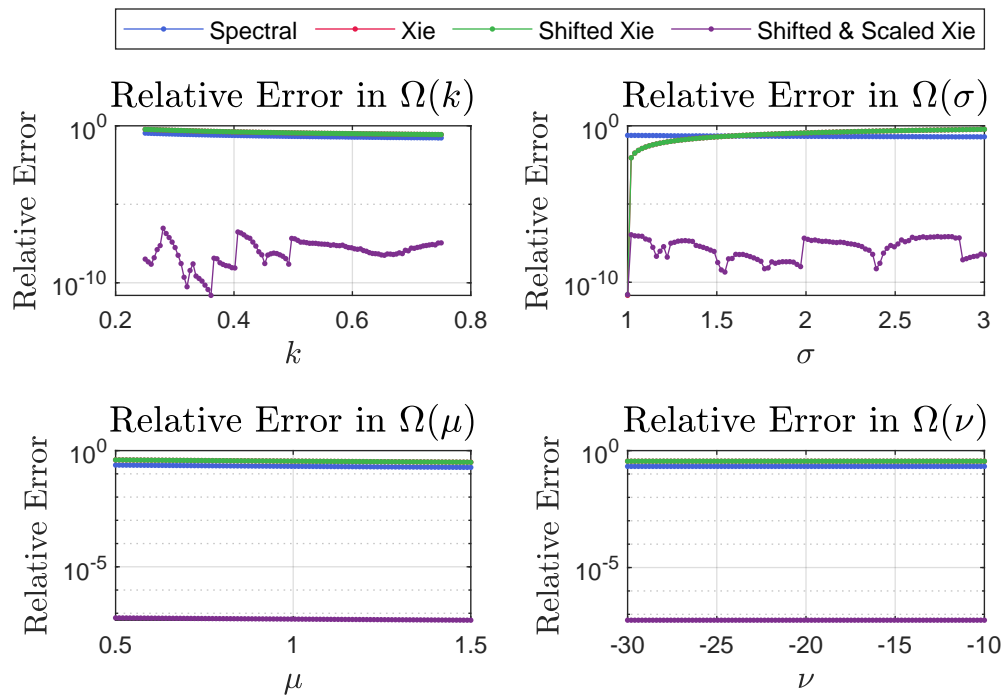 Spectral Xie Shifted Xie Shifted & Scaled Xie
Relative Error in Ω(k)
Relative Error
10^0
10^-10
0.2 0.4 0.6 0.8
k
Relative Error in Ω(σ)
Relative Error
10^0
10^-10
1 1.5 2 2.5 3
σ
Relative Error in Ω(μ)
Relative Error
10^0
10^-5
0.5 1 1.5
μ
Relative Error in Ω(ν)
Relative Error
10^0
10^-5
-30 -25 -20 -15 -10
ν